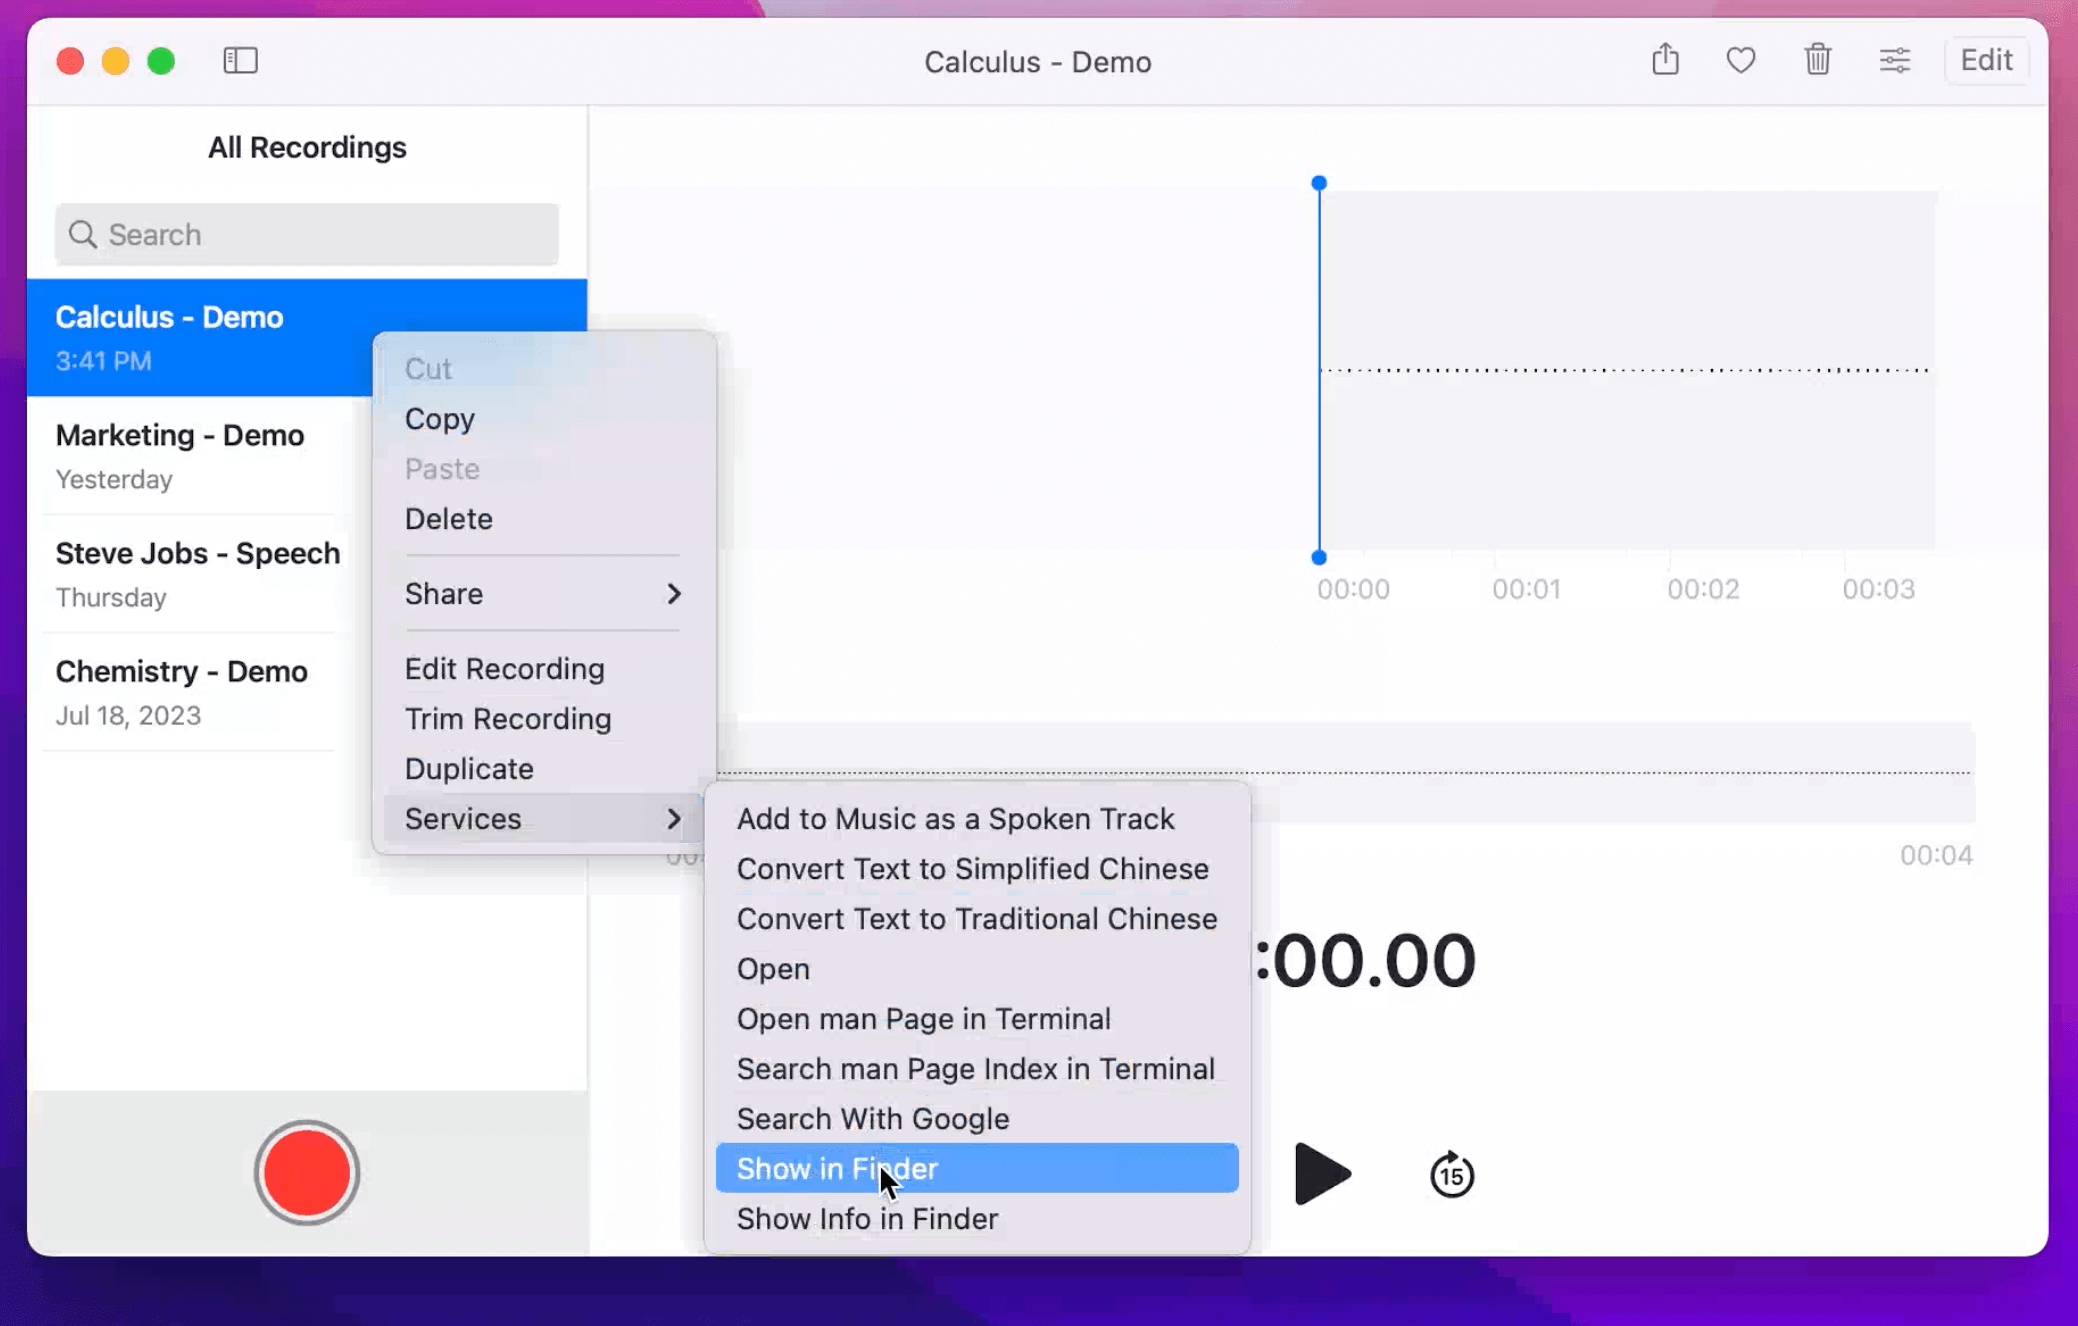 Calculus - Demo
Edit
All Recordings
Search
Calculus - Demo
3:41 PM
Marketing - Demo
Yesterday
Steve Jobs - Speech
Thursday
Chemistry - Demo
Jul 18, 2023
Cut
Copy
Paste
Delete
Share
Edit Recording
Trim Recording
Duplicate
Services
Add to Music as a Spoken Track
Convert Text to Simplified Chinese
Convert Text to Traditional Chinese
Open
Open man Page in Terminal
Search man Page Index in Terminal
Search With Google
Show in Finder
Show Info in Finder
00:00 00:01 00:02 00:03
00:04
:00.00
15